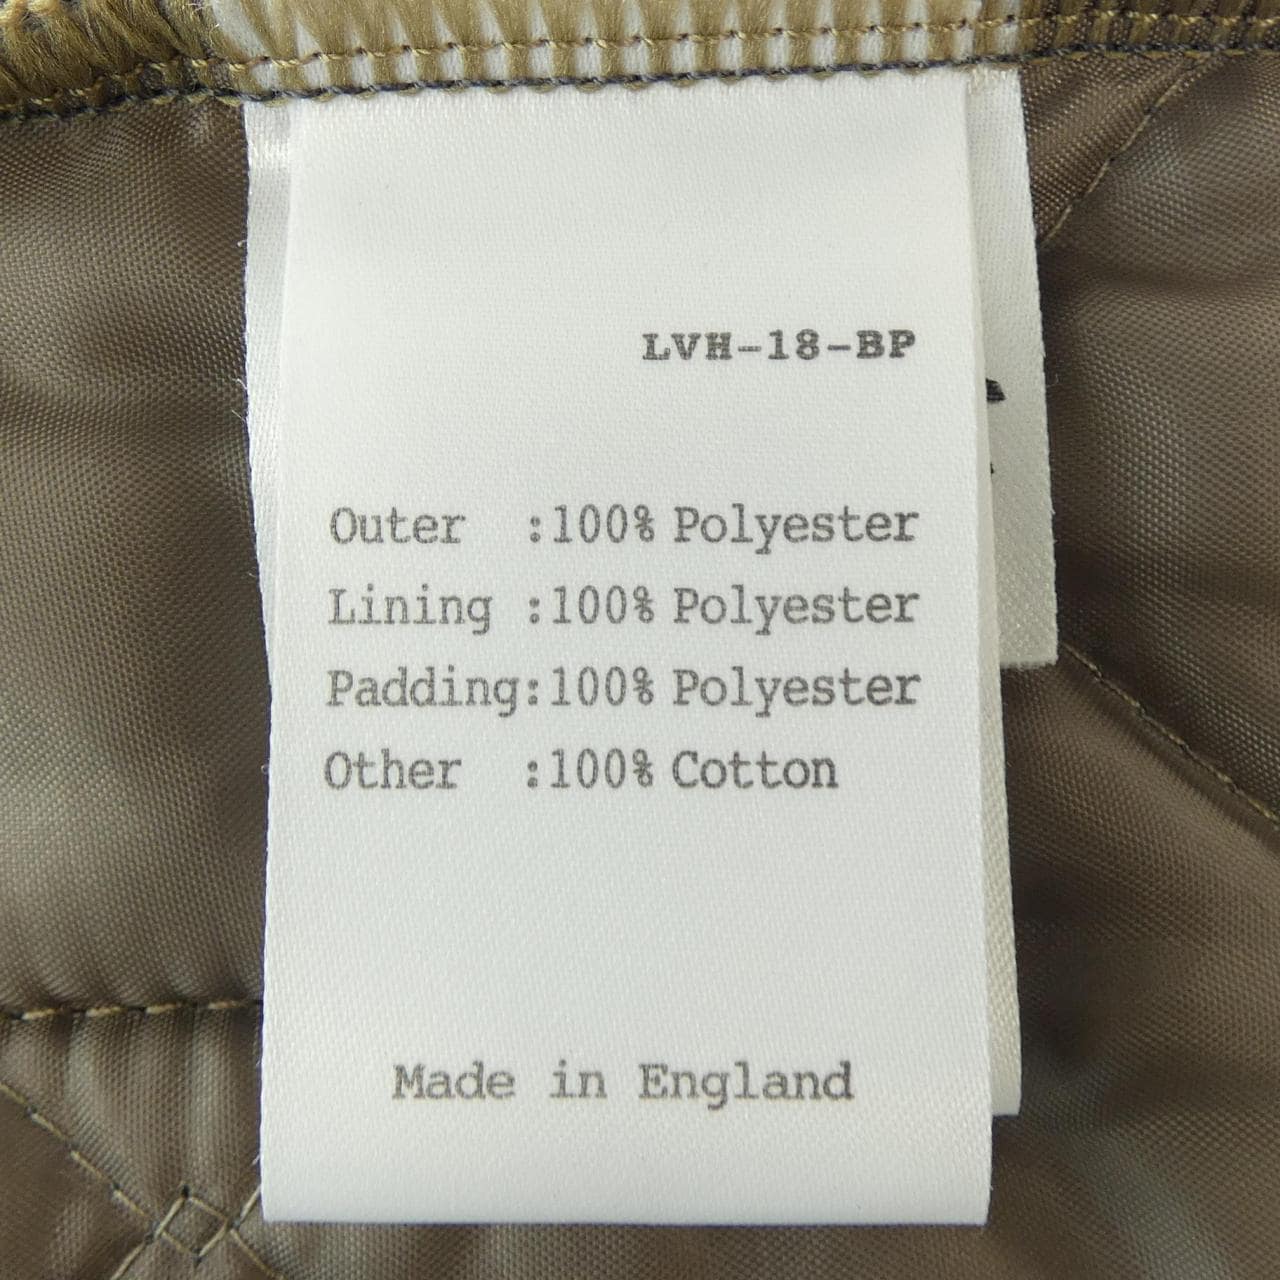 LVH-18-BP
Outer :100% Polyester
Lining :100% Polyester
Padding:100% Polyester
Other :100% Cotton
Made in England